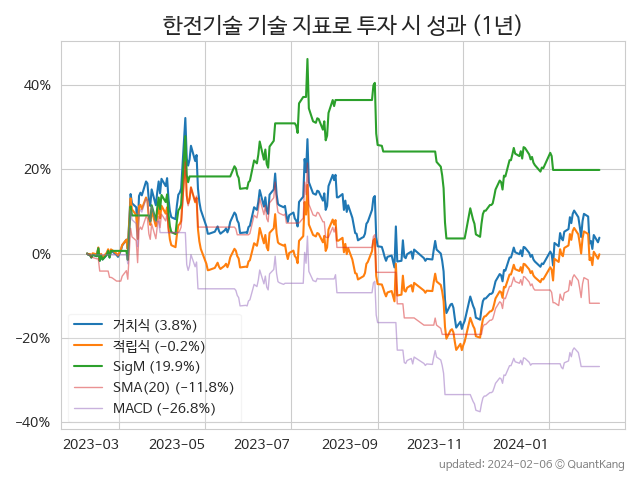 한전기술 기술 지표로 투자 시 성과 (1년)
40%
20%
0%
−20%
−40%
거치식 (3.8%)
적립식 (−0.2%)
SigM (19.9%)
SMA(20) (−11.8%)
MACD (−26.8%)
2023-03 2023-05 2023-07 2023-09 2023-11 2024-01
updated: 2024-02-06 © QuantKang